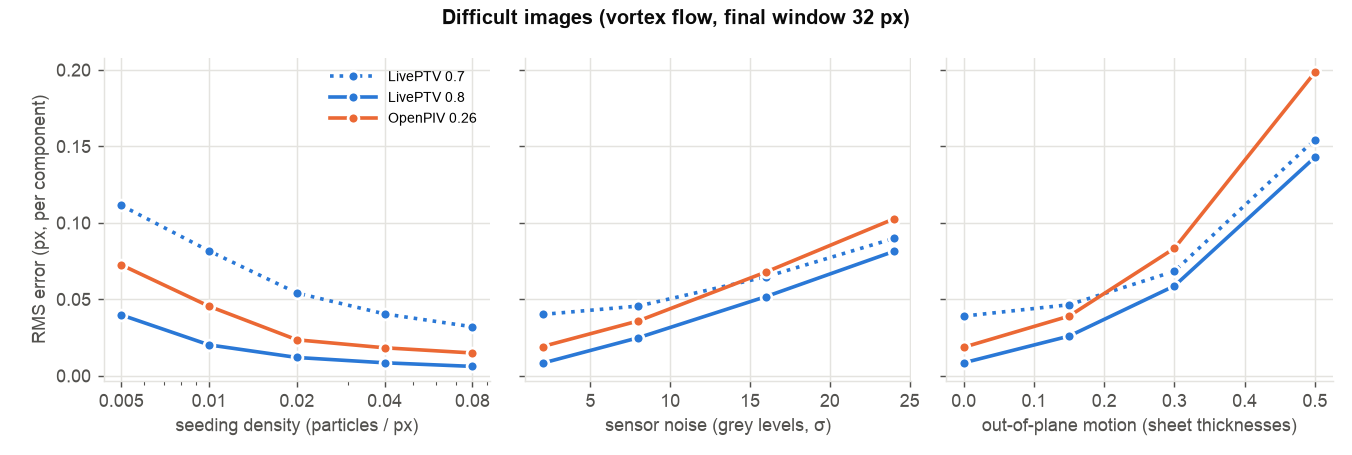 Difficult images (vortex flow, final window 32 px)
RMS error (px, per component)
0.20
0.15
0.10
0.05
0.00
LivePTV 0.7
LivePTV 0.8
OpenPIV 0.26
0.005 0.01 0.02 0.04 0.08
seeding density (particles / px)
5 10 15 20 25
sensor noise (grey levels, σ)
0.0 0.1 0.2 0.3 0.4 0.5
out-of-plane motion (sheet thicknesses)